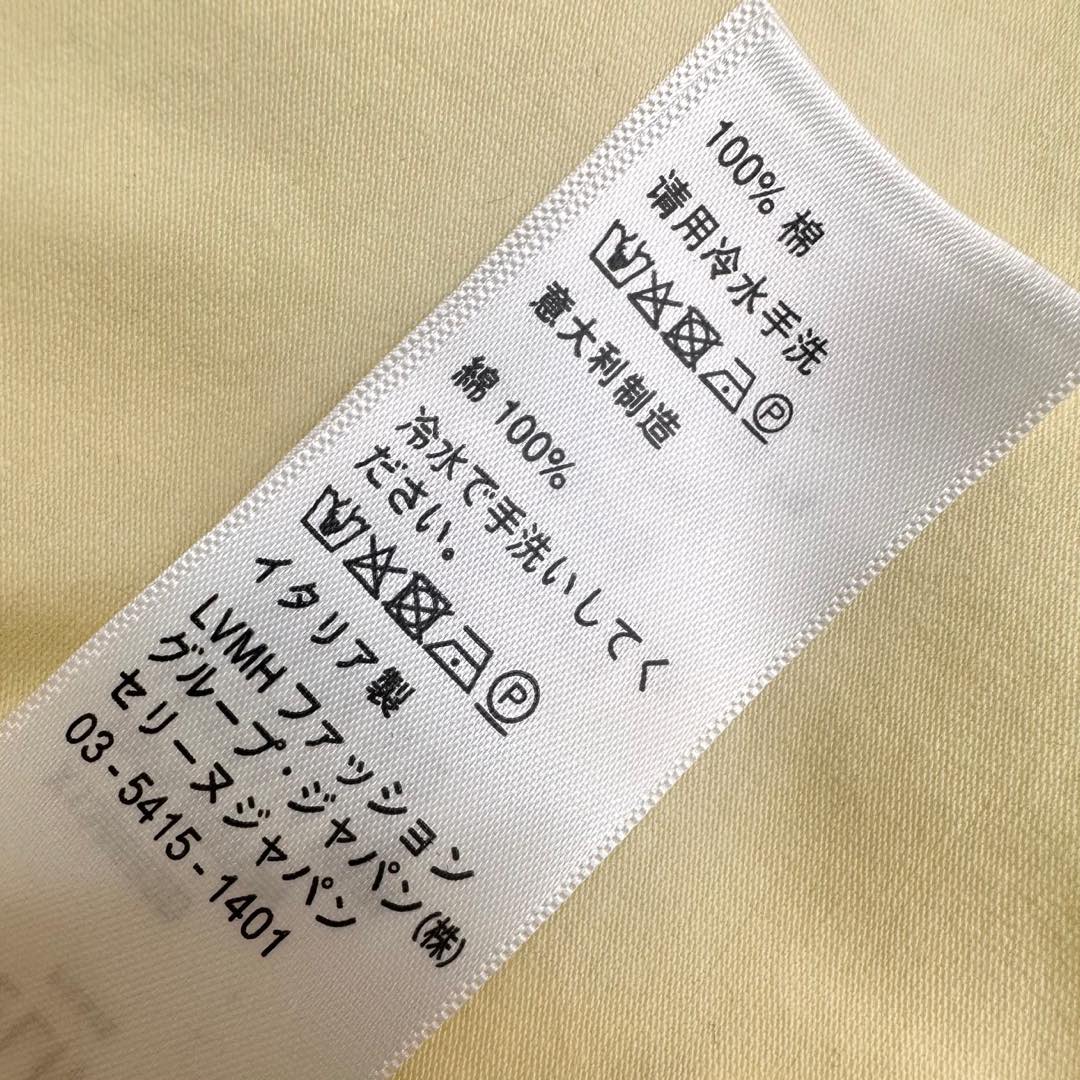 100% 棉
请用冷水手洗
P
意大利制造
綿 100%
冷水で手洗いしてく
ださい。
P
イタリア製
LVMH ファッション
グループ・ジャパン(株)
セリーヌジャパン
03-5415-1401